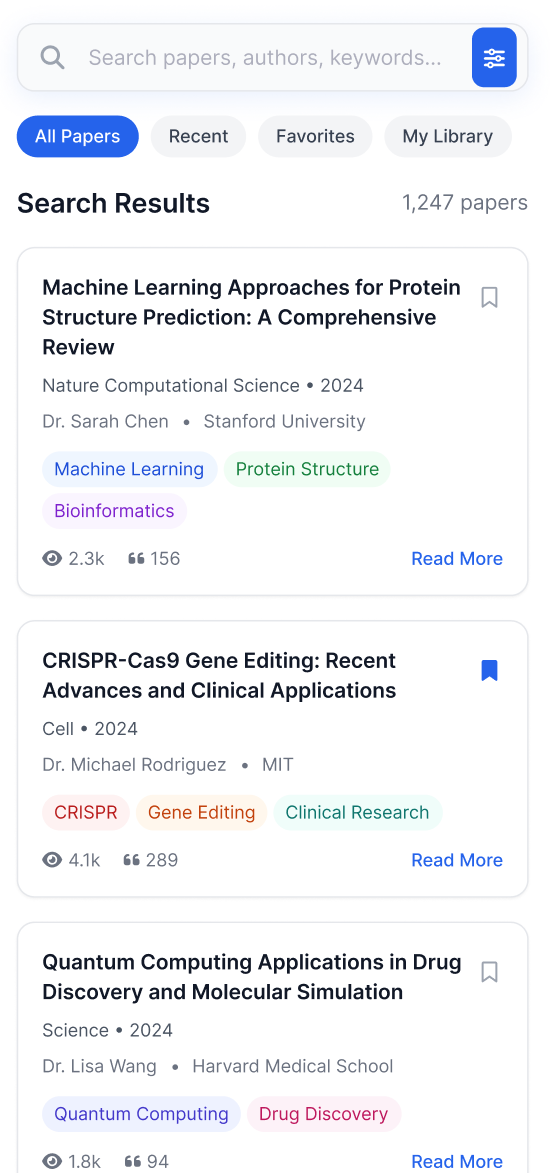 Search papers, authors, keywords...
All Papers Recent Favorites My Library
Search Results 1,247 papers
Machine Learning Approaches for Protein
Structure Prediction: A Comprehensive
Review
Nature Computational Science • 2024
Dr. Sarah Chen • Stanford University
Machine Learning Protein Structure
Bioinformatics
2.3k 156 Read More
CRISPR-Cas9 Gene Editing: Recent
Advances and Clinical Applications
Cell • 2024
Dr. Michael Rodriguez • MIT
CRISPR Gene Editing Clinical Research
4.1k 289 Read More
Quantum Computing Applications in Drug
Discovery and Molecular Simulation
Science • 2024
Dr. Lisa Wang • Harvard Medical School
Quantum Computing Drug Discovery
1.8k 94 Read More